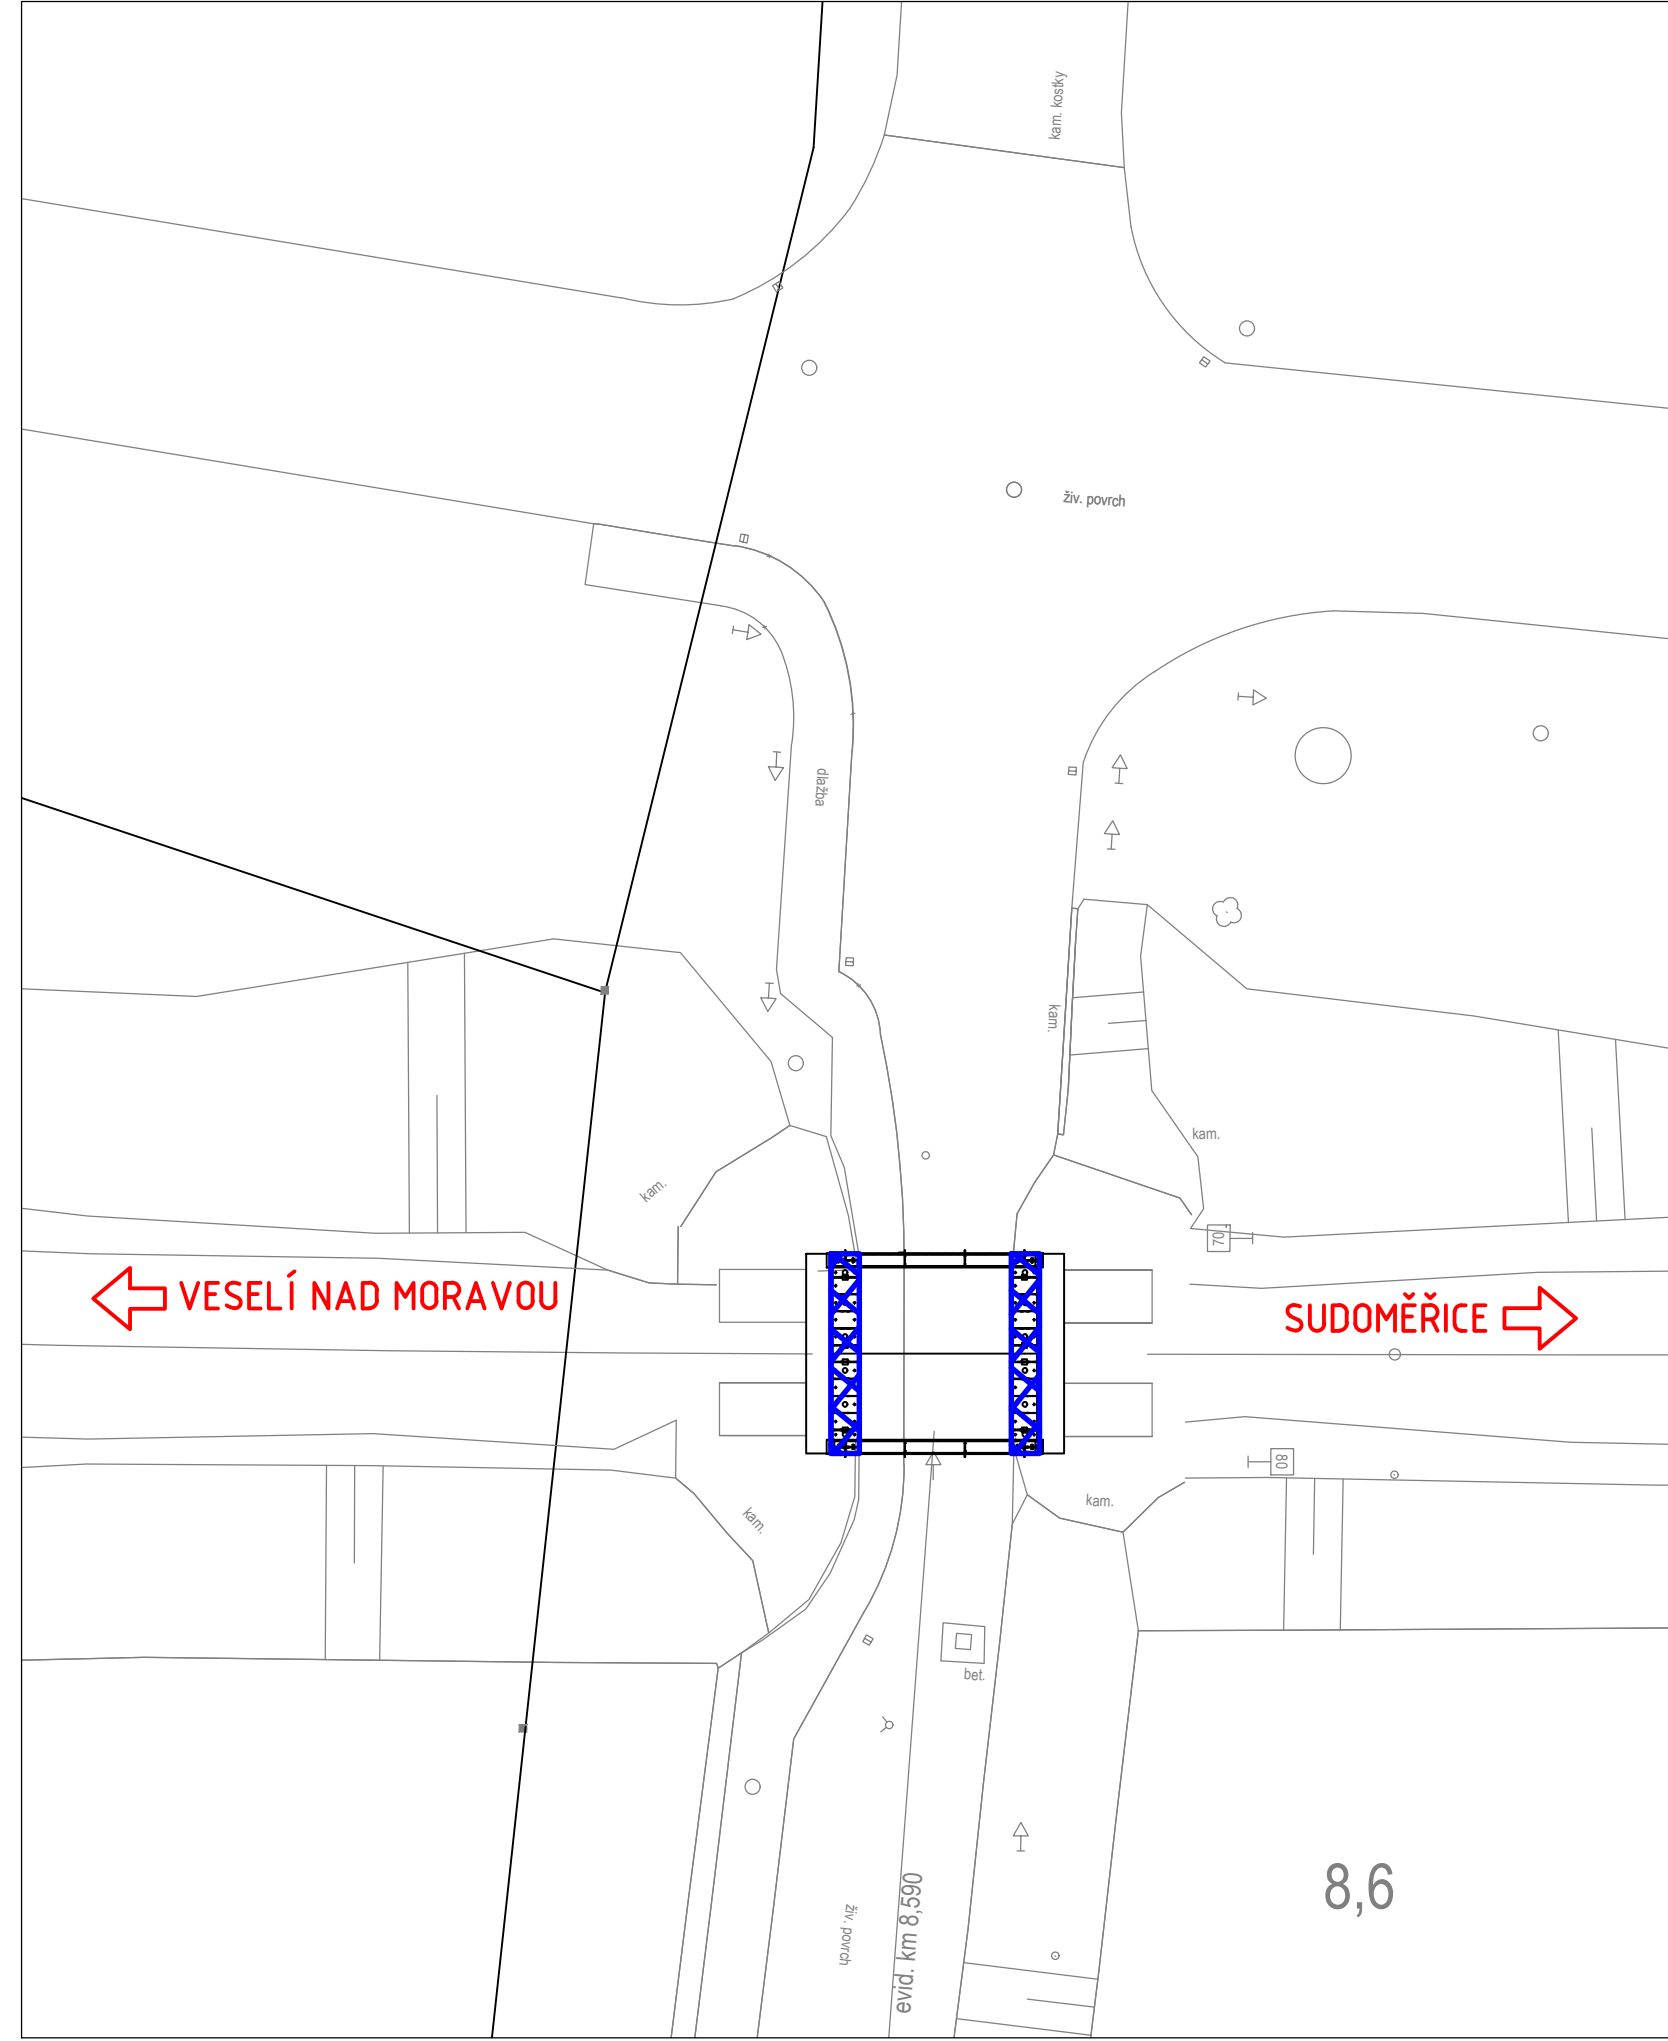 kam. kostky
živ. povrch
dlažba
kam.
kam.
kam.
70
VESELÍ NAD MORAVOU
SUDOMĚŘICE
80
kam.
kam.
bet.
živ. povrch
evid. km 8,590
8,6